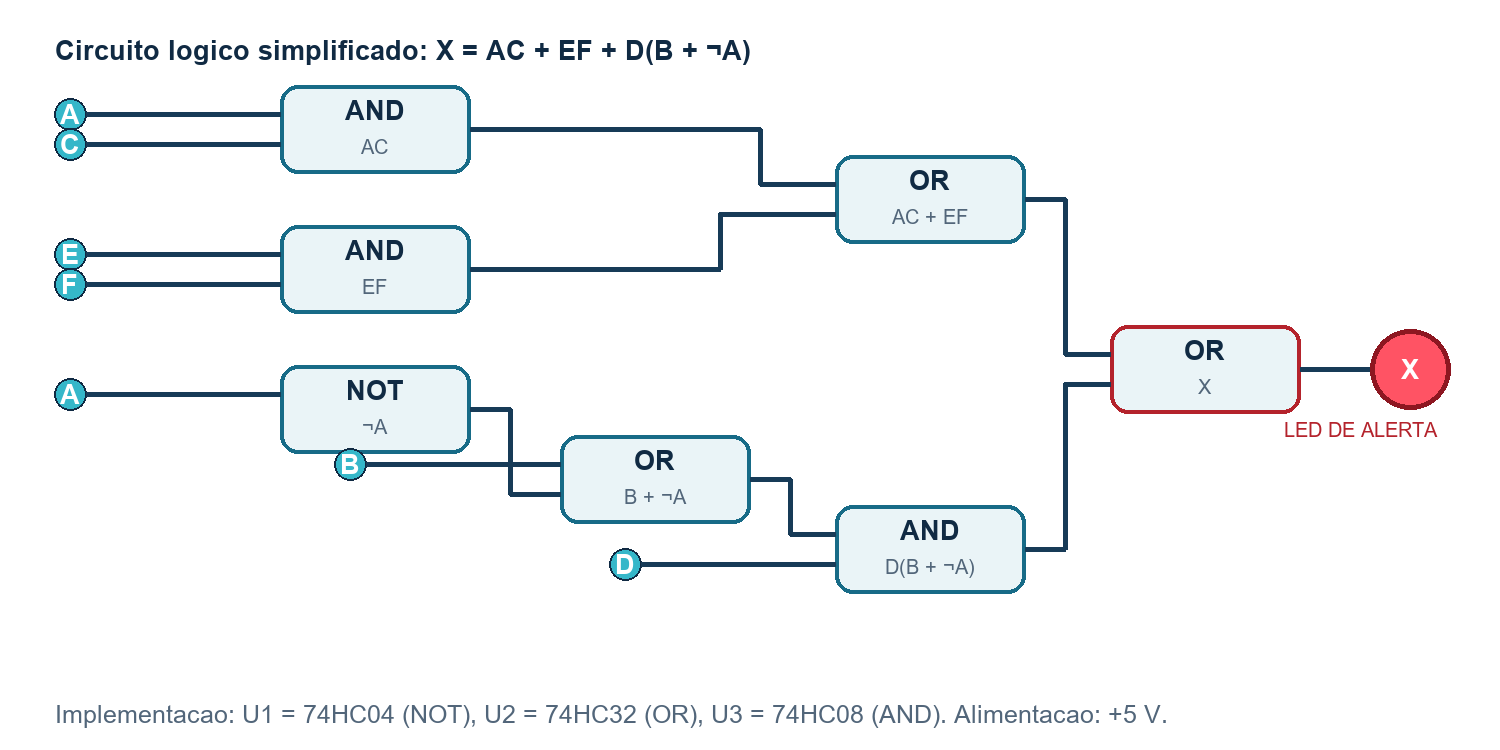 Circuito logico simplificado: X = AC + EF + D(B + ¬A)
A
C
AND
AC
E
F
AND
EF
OR
AC + EF
A
NOT
¬A
B
OR
B + ¬A
D
AND
D(B + ¬A)
OR
X
X
LED DE ALERTA
Implementacao: U1 = 74HC04 (NOT), U2 = 74HC32 (OR), U3 = 74HC08 (AND). Alimentacao: +5 V.